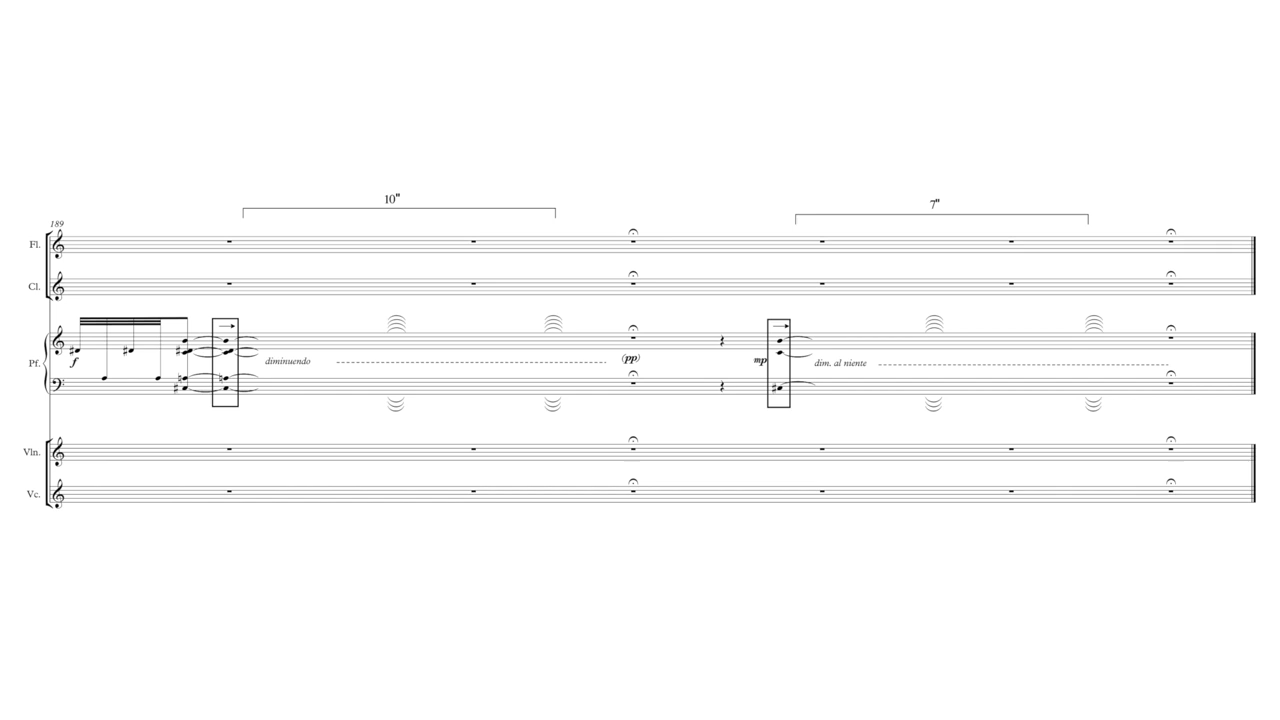 10"
7"
189
Fl.
Cl.
Pf.
f
diminuendo
(pp)
mp
dim. al niente
Vln.
Vc.